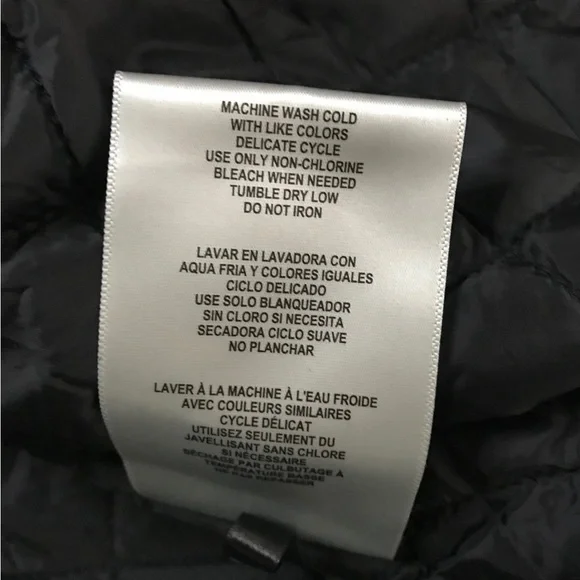 MACHINE WASH COLD
WITH LIKE COLORS
DELICATE CYCLE
USE ONLY NON-CHLORINE
BLEACH WHEN NEEDED
TUMBLE DRY LOW
DO NOT IRON
LAVAR EN LAVADORA CON
AQUA FRIA Y COLORES IGUALES
CICLO DELICADO
USE SOLO BLANQUEADOR
SIN CLORO SI NECESITA
SECADORA CICLO SUAVE
NO PLANCHAR
LAVER À LA MACHINE À L'EAU FROIDE
AVEC COULEURS SIMILAIRES
CYCLE DÉLICAT
UTILISEZ SEULEMENT DU
JAVELLISANT SANS CHLORE
SI NÉCESSAIRE
SÉCHAGE PAR CULBUTAGE À
TEMPÉRATURE BASSE
NE PAS REPASSER